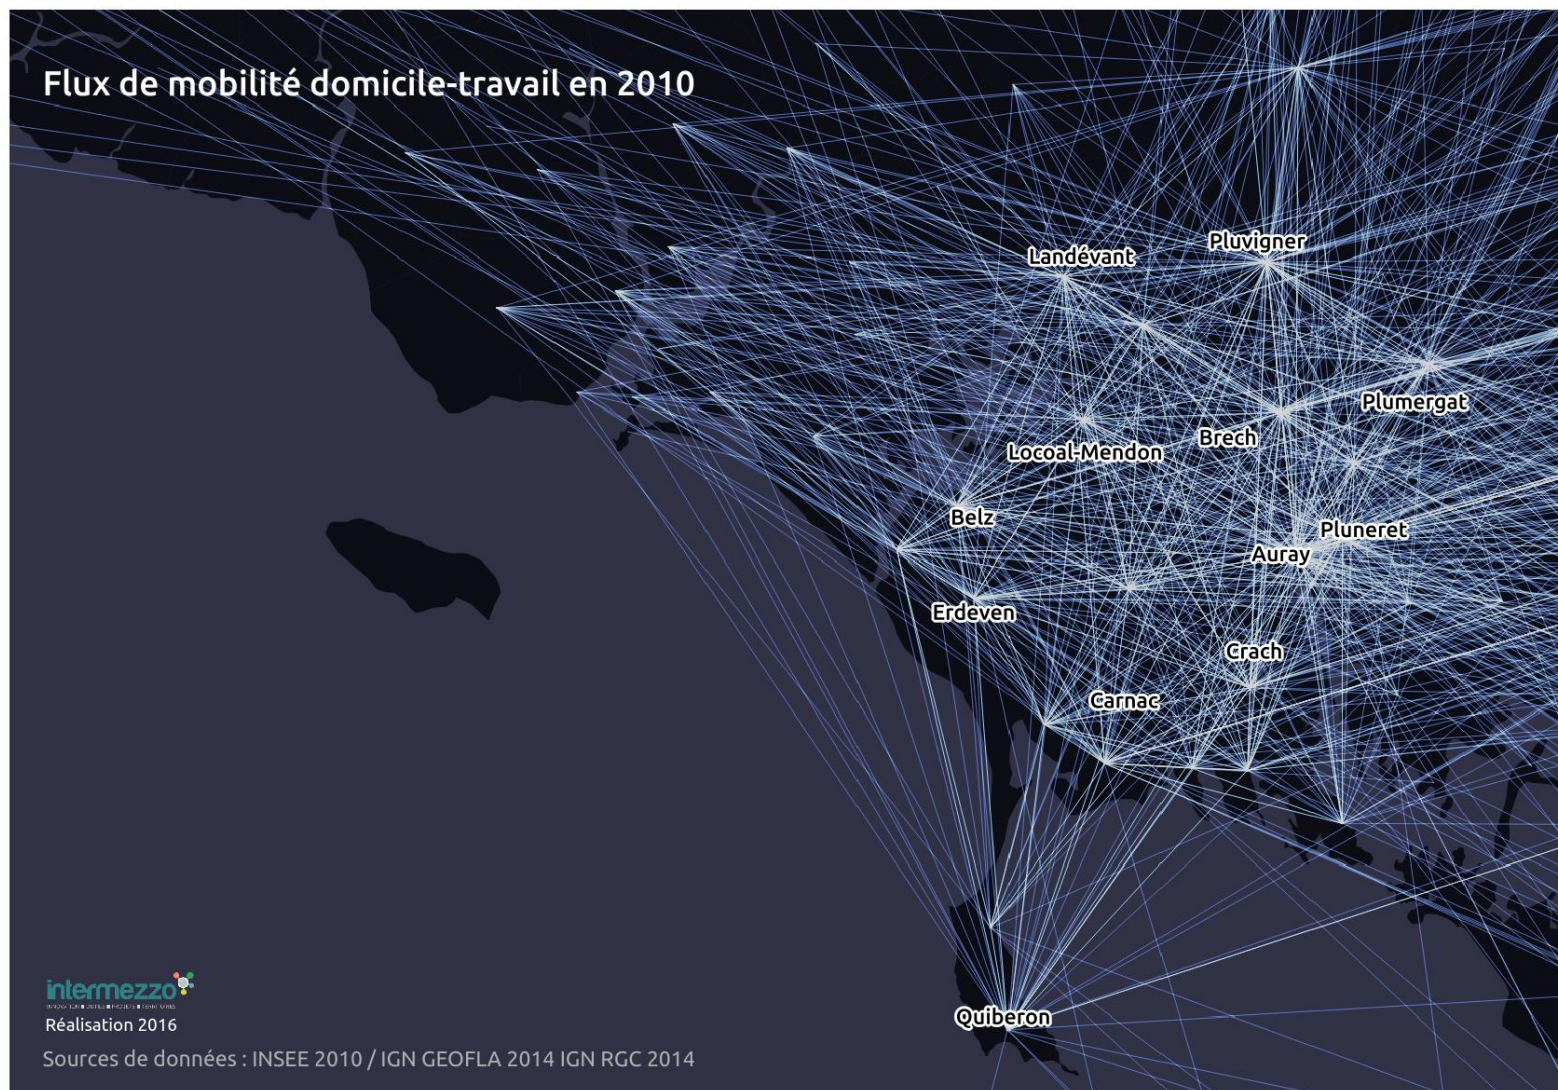 Flux de mobilité domicile-travail en 2010
Pluvigner
Landévant
Plumergat
Brech
Locoal-Mendon
Belz
Pluneret
Auray
Erdeven
Crach
Carnac
Quiberon
intermezzo
Réalisation 2016
Sources de données : INSEE 2010 / IGN GEOFLA 2014 IGN RGC 2014